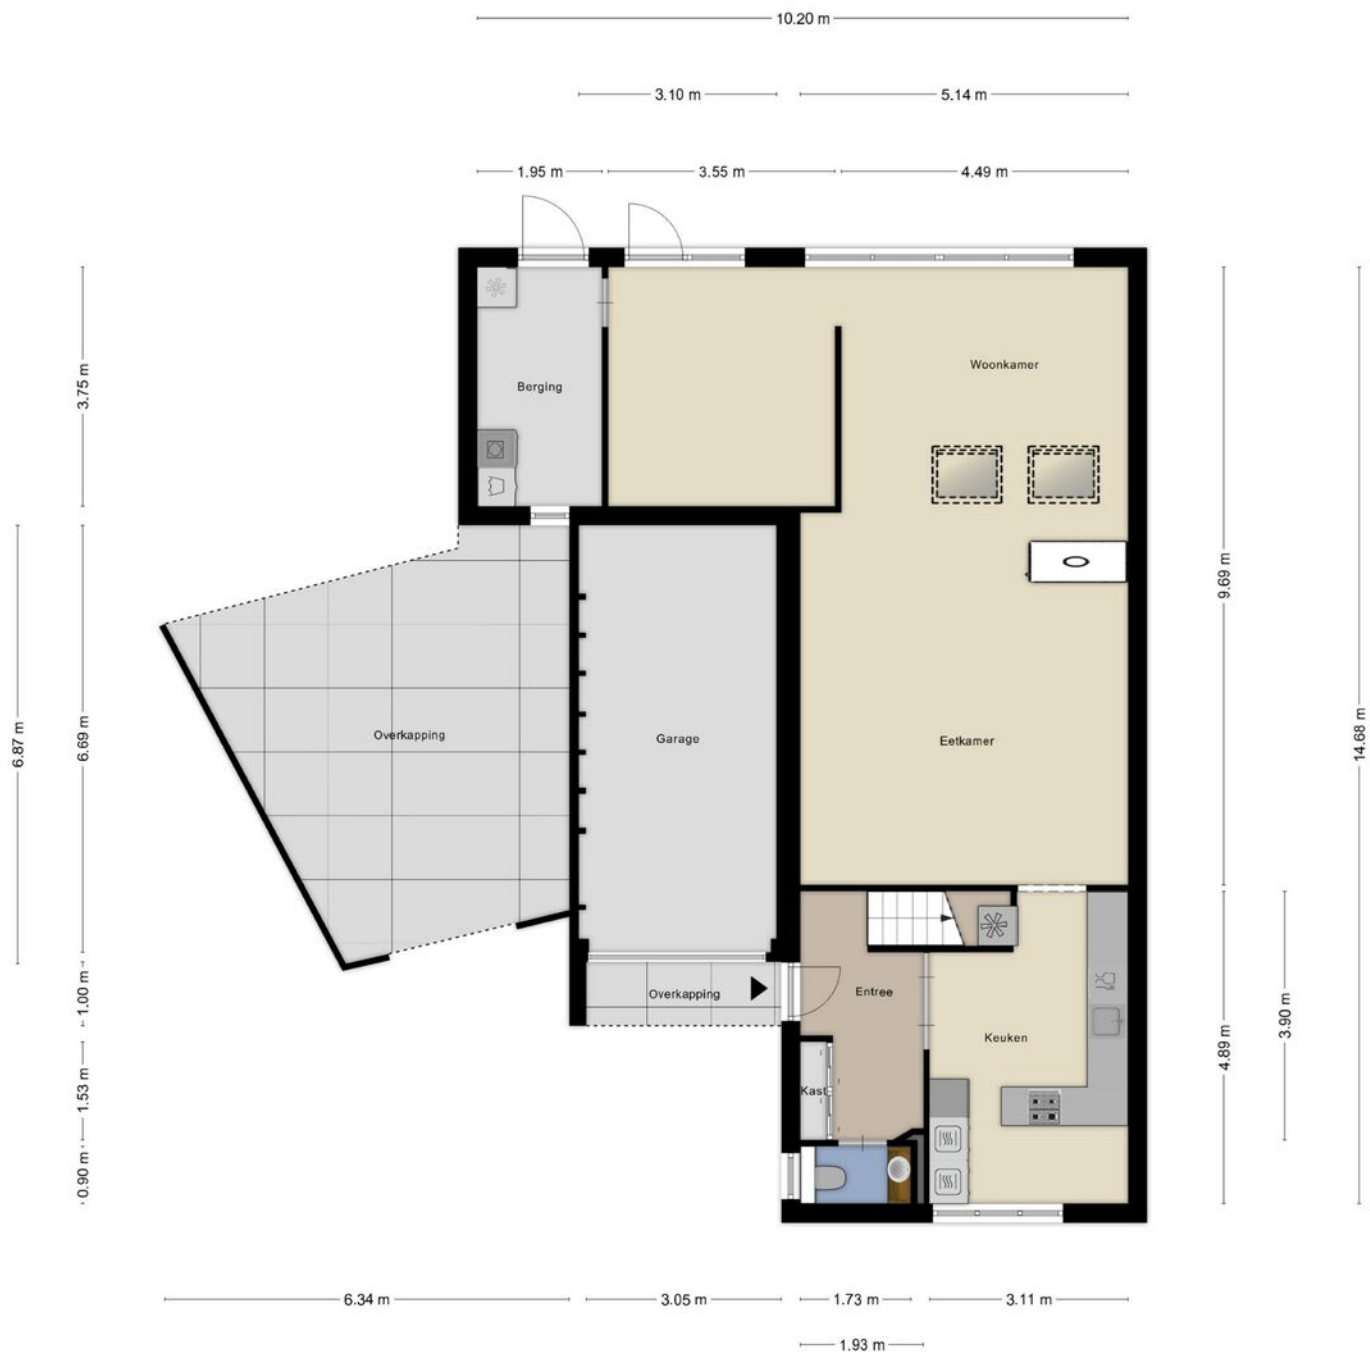 10.20 m
3.10 m
5.14 m
1.95 m
3.55 m
4.49 m
Woonkamer
Berging
3.75 m
9.69 m
14.68 m
6.87 m
6.69 m
Overkapping
Garage
Eetkamer
1.00 m
Overkapping
Entree
Keuken
3.90 m
4.89 m
1.53 m
Kast
0.90 m
6.34 m
3.05 m
1.73 m
3.11 m
1.93 m